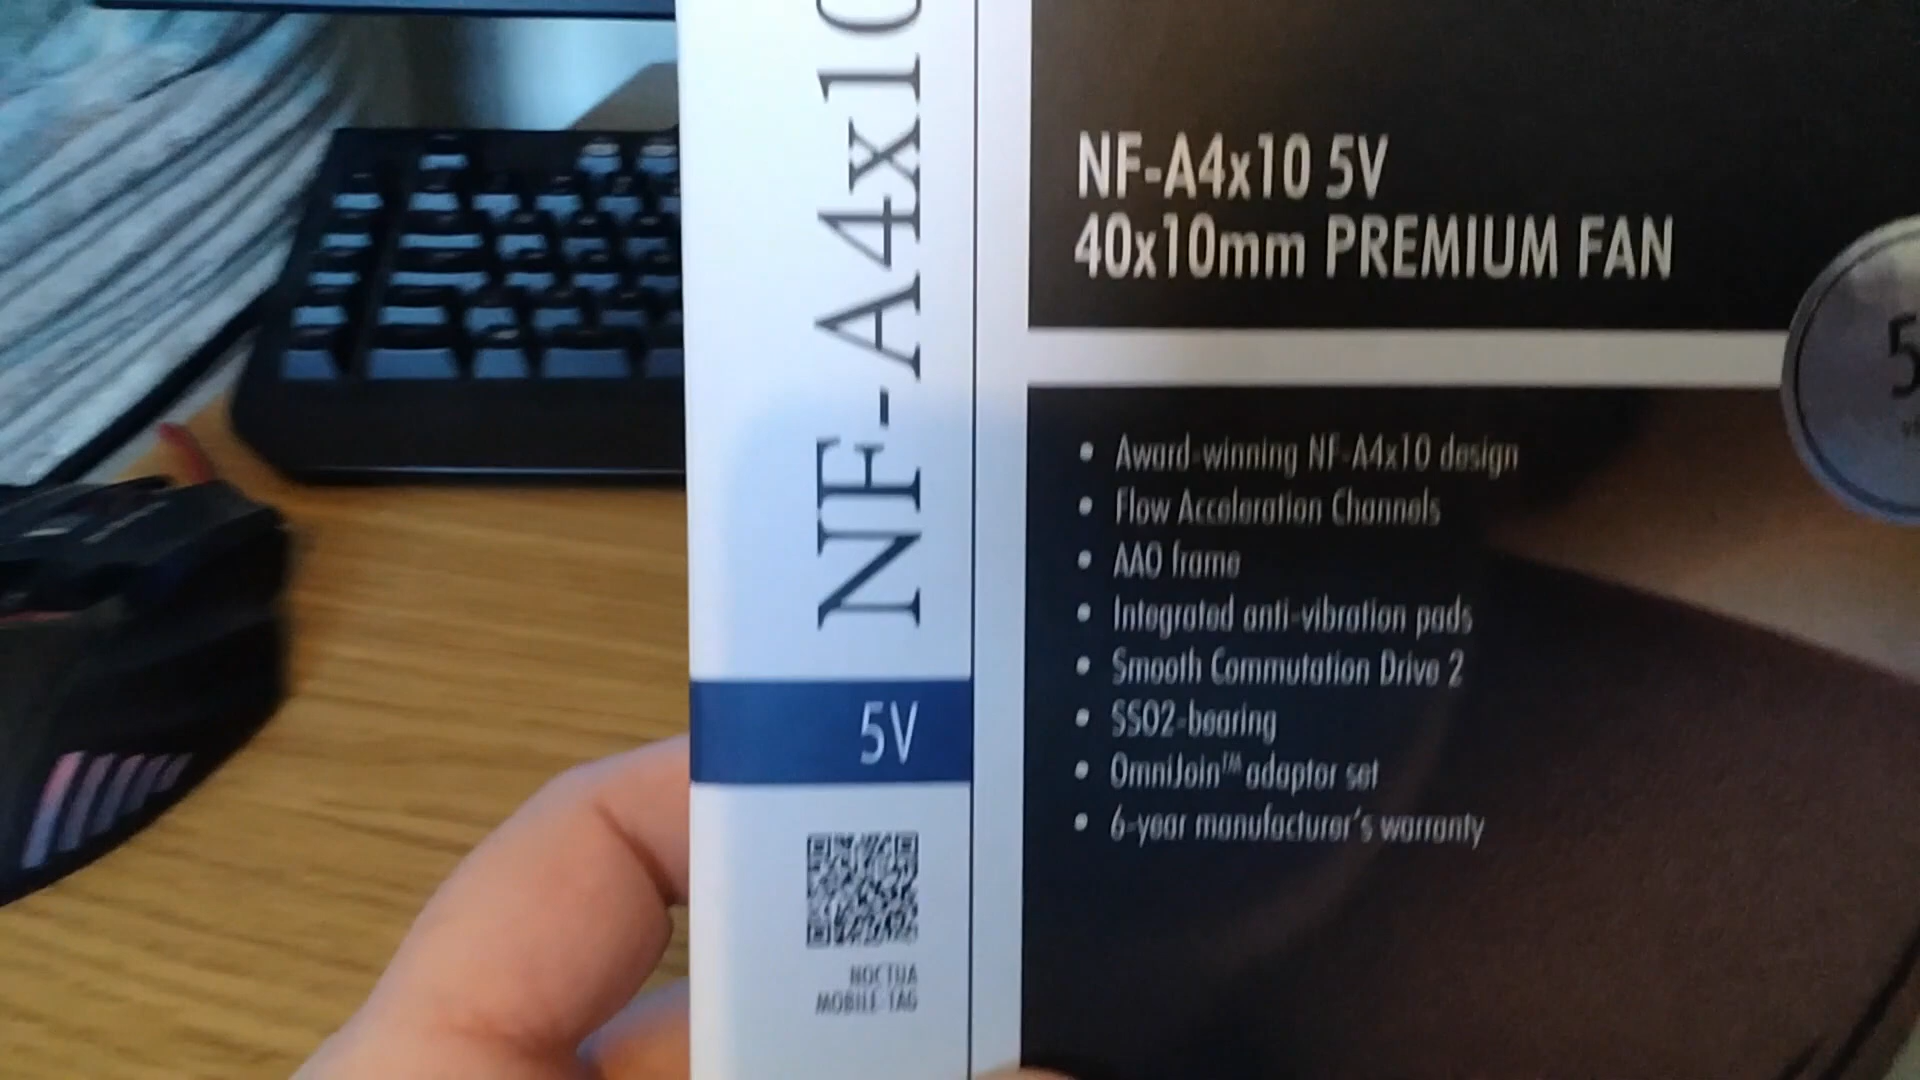 NF-A4x10
5V
NOCTUA
MOBILE-TAG
NF-A4x10 5V
40x10mm PREMIUM FAN
• Award-winning NF-A4x10 design
• Flow Acceleration Channels
• AAO frame
• Integrated anti-vibration pads
• Smooth Commutation Drive 2
• SSO2-bearing
• OmniJoin™ adaptor set
• 6-year manufacturer's warranty